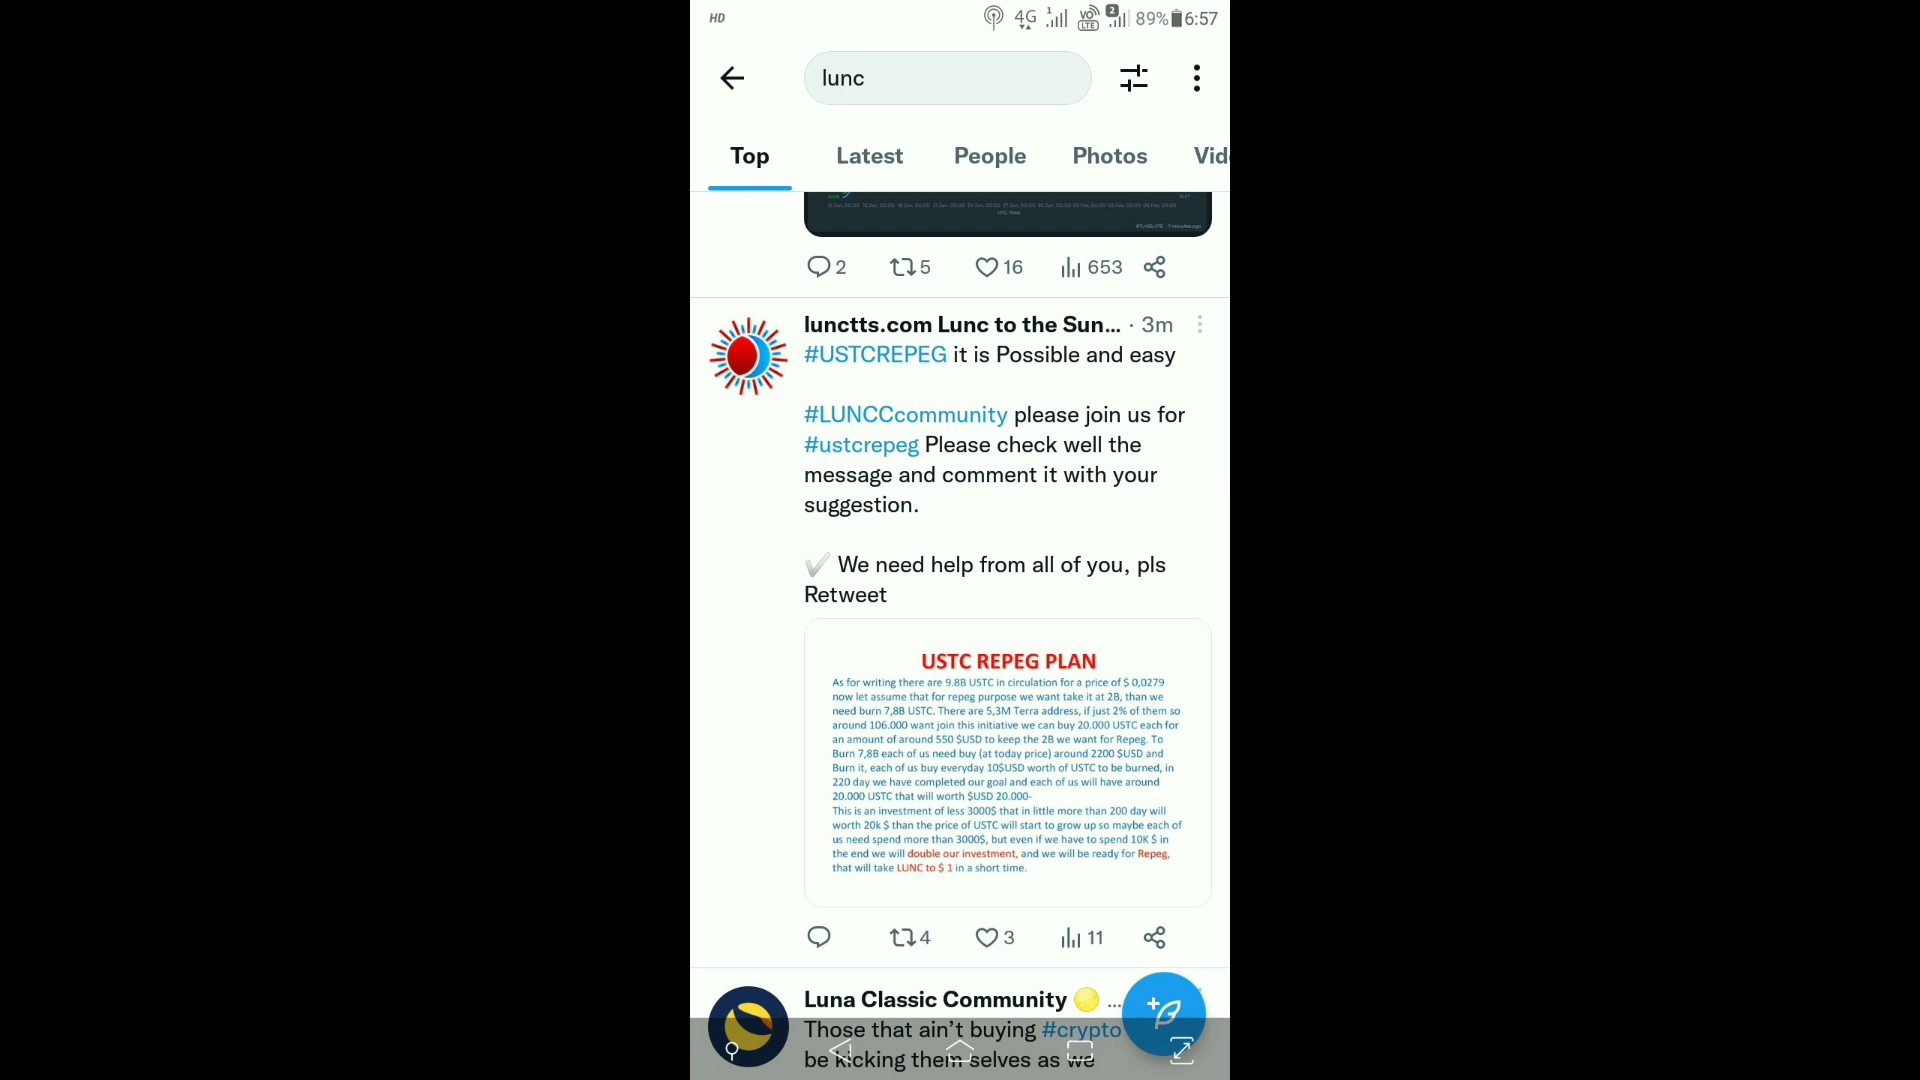 HD
4G 1 VO LTE 2 89% 6:57
lunc
Top Latest People Photos Vid
UTC Time
2 5 16 653
lunctts.com Lunc to the Sun... · 3m
#USTCREPEG it is Possible and easy
#LUNCCcommunity please join us for
#ustcrepeg Please check well the
message and comment it with your
suggestion.
We need help from all of you, pls
Retweet
USTC REPEG PLAN
As for writing there are 9.8B USTC in circulation for a price of $ 0,0279
now let assume that for repeg purpose we want take it at 2B, than we
need burn 7,8B USTC. There are 5,3M Terra address, if just 2% of them so
around 106.000 want join this initiative we can buy 20.000 USTC each for
an amount of around 550 $USD to keep the 2B we want for Repeg. To
Burn 7,8B each of us need buy (at today price) around 2200 $USD and
Burn it, each of us buy everyday 10$USD worth of USTC to be burned, in
220 day we have completed our goal and each of us will have around
20.000 USTC that will worth $USD 20.000-
This is an investment of less 3000$ that in little more than 200 day will
worth 20k $ than the price of USTC will start to grow up so maybe each of
us need spend more than 3000$, but even if we have to spend 10K $ in
the end we will double our investment, and we will be ready for Repeg,
that will take LUNC to $ 1 in a short time.
4 3 11
Luna Classic Community ...
Those that ain't buying #crypto
be kicking them selves as we